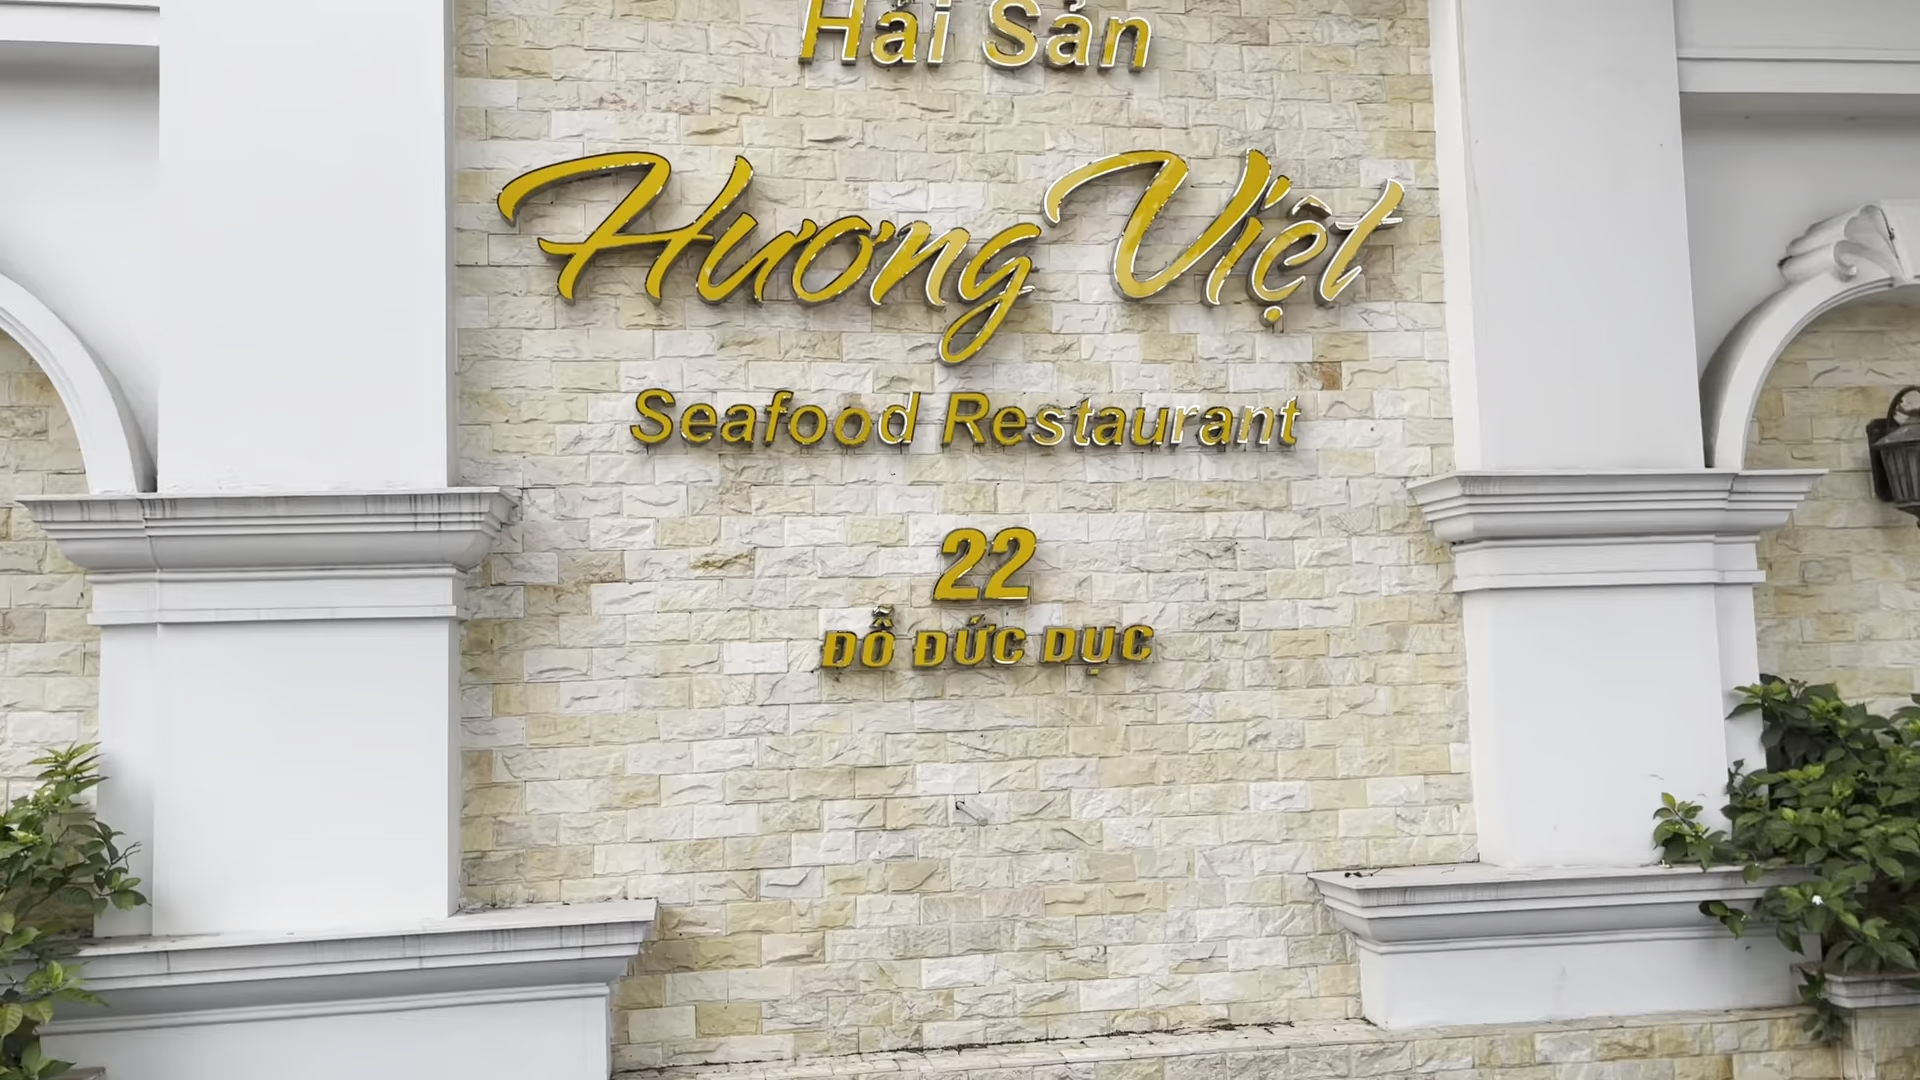 Hải Sản
Hương Việt
Seafood Restaurant
22
ĐỖ ĐỨC DỤC